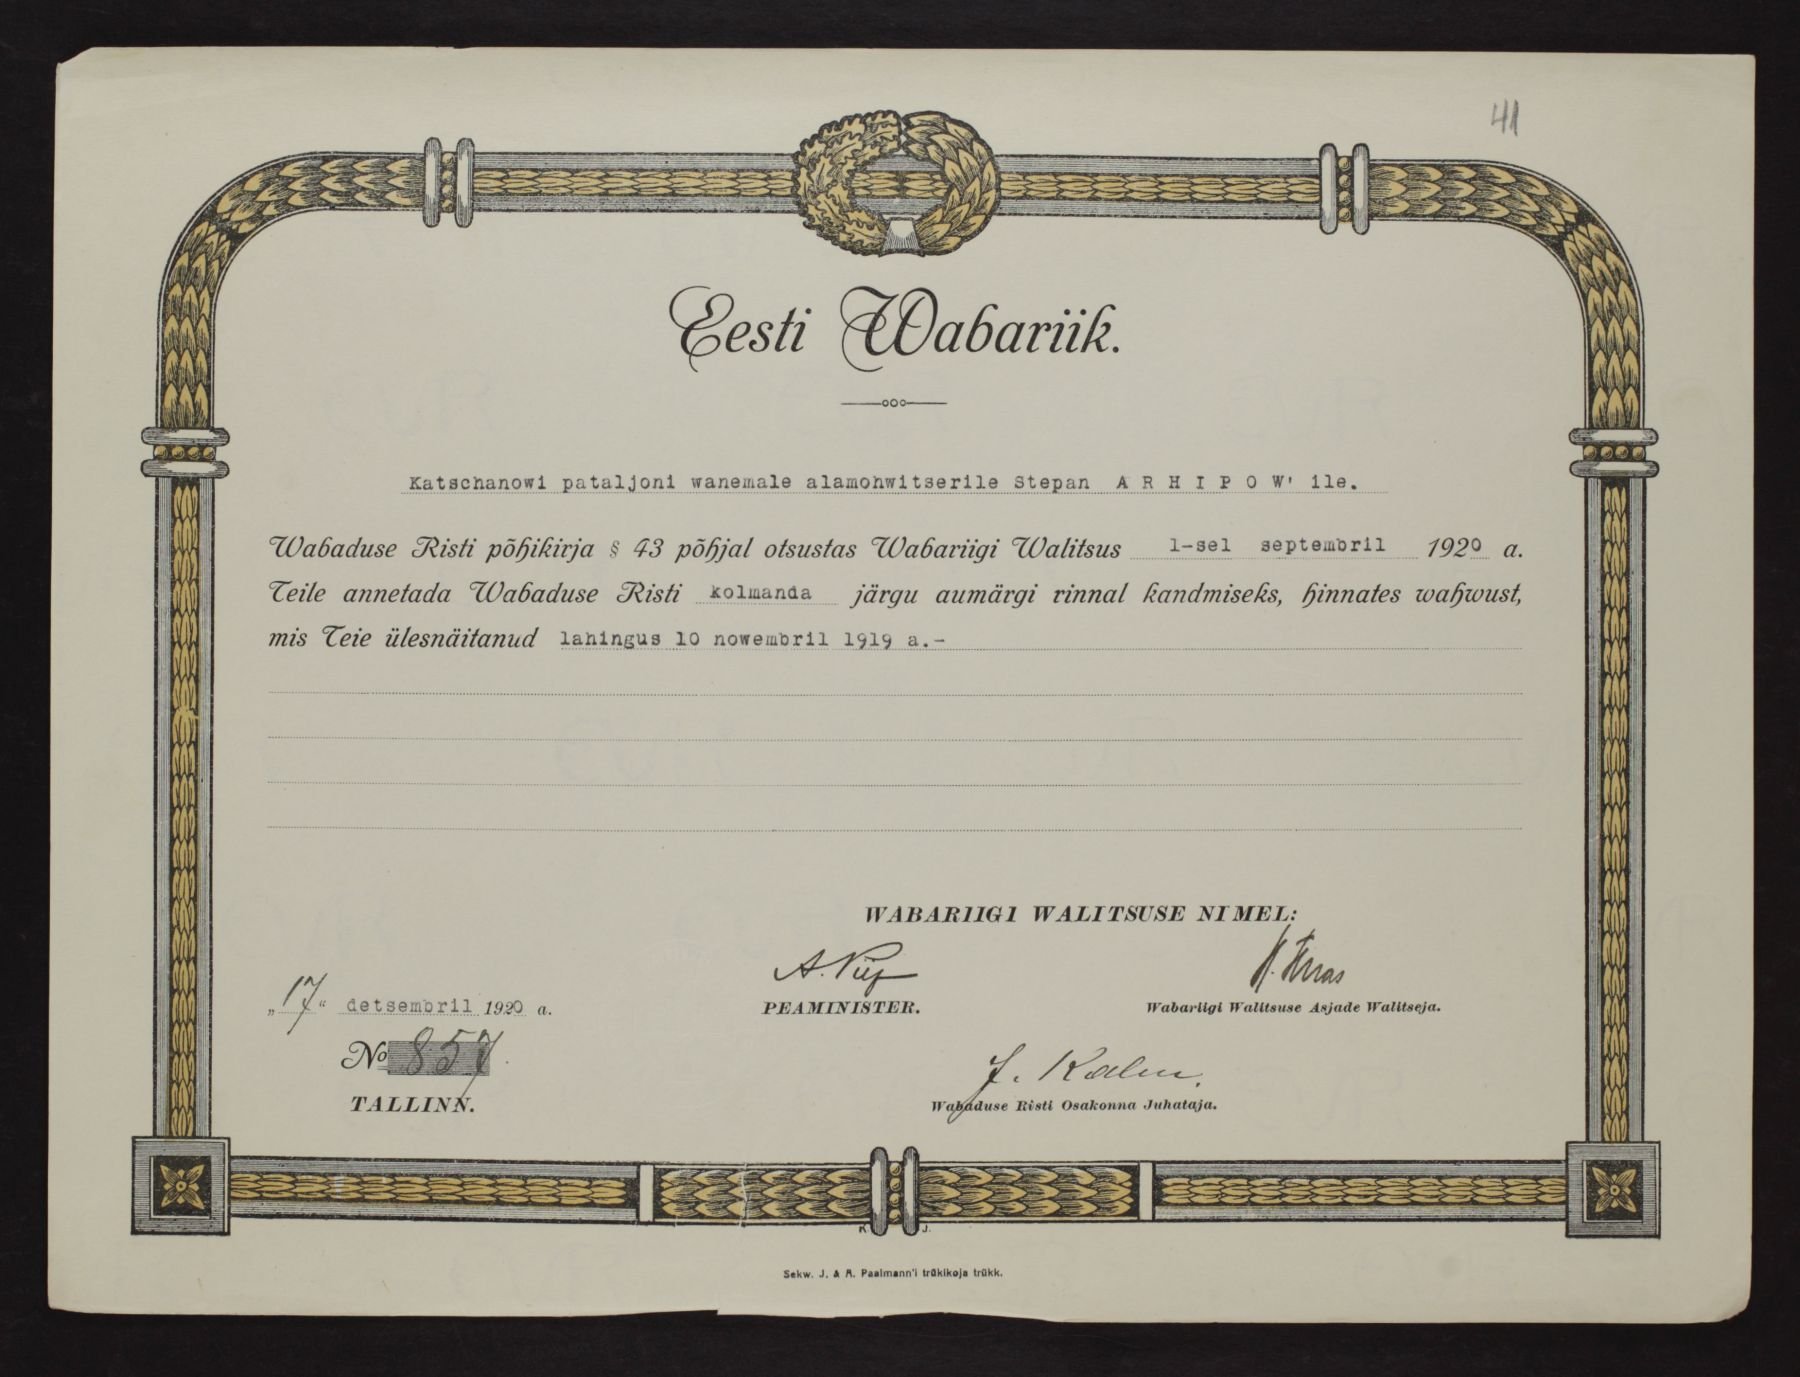 41
Eesti Wabariik.
Katschanowi pataljoni wanemale alamohwitserile Stepan ARHIPOW' ile.
Wabaduse Risti põhikirja § 43 põhjal otsustas Wabariigi Walitsus 1-sel septembril 1920 a.
Teile annetada Wabaduse Risti kolmanda järgu aumärgi rinnal kandmiseks, hinnates wahwust,
mis Teie ülesnäitanud lahingus 10 nowembril 1919 a.-
WABARIIGI WALITSUSE NIMEL:
A. Piip
PEAMINISTER.
Wabariigi Walitsuse Asjade Walitseja.
„17“ detsembril 1920 a.
No 857.
TALLINN.
Wabaduse Risti Osakonna Juhataja.
K J.
Sekw. J. & A. Paalmann'i trükikoja trükk.